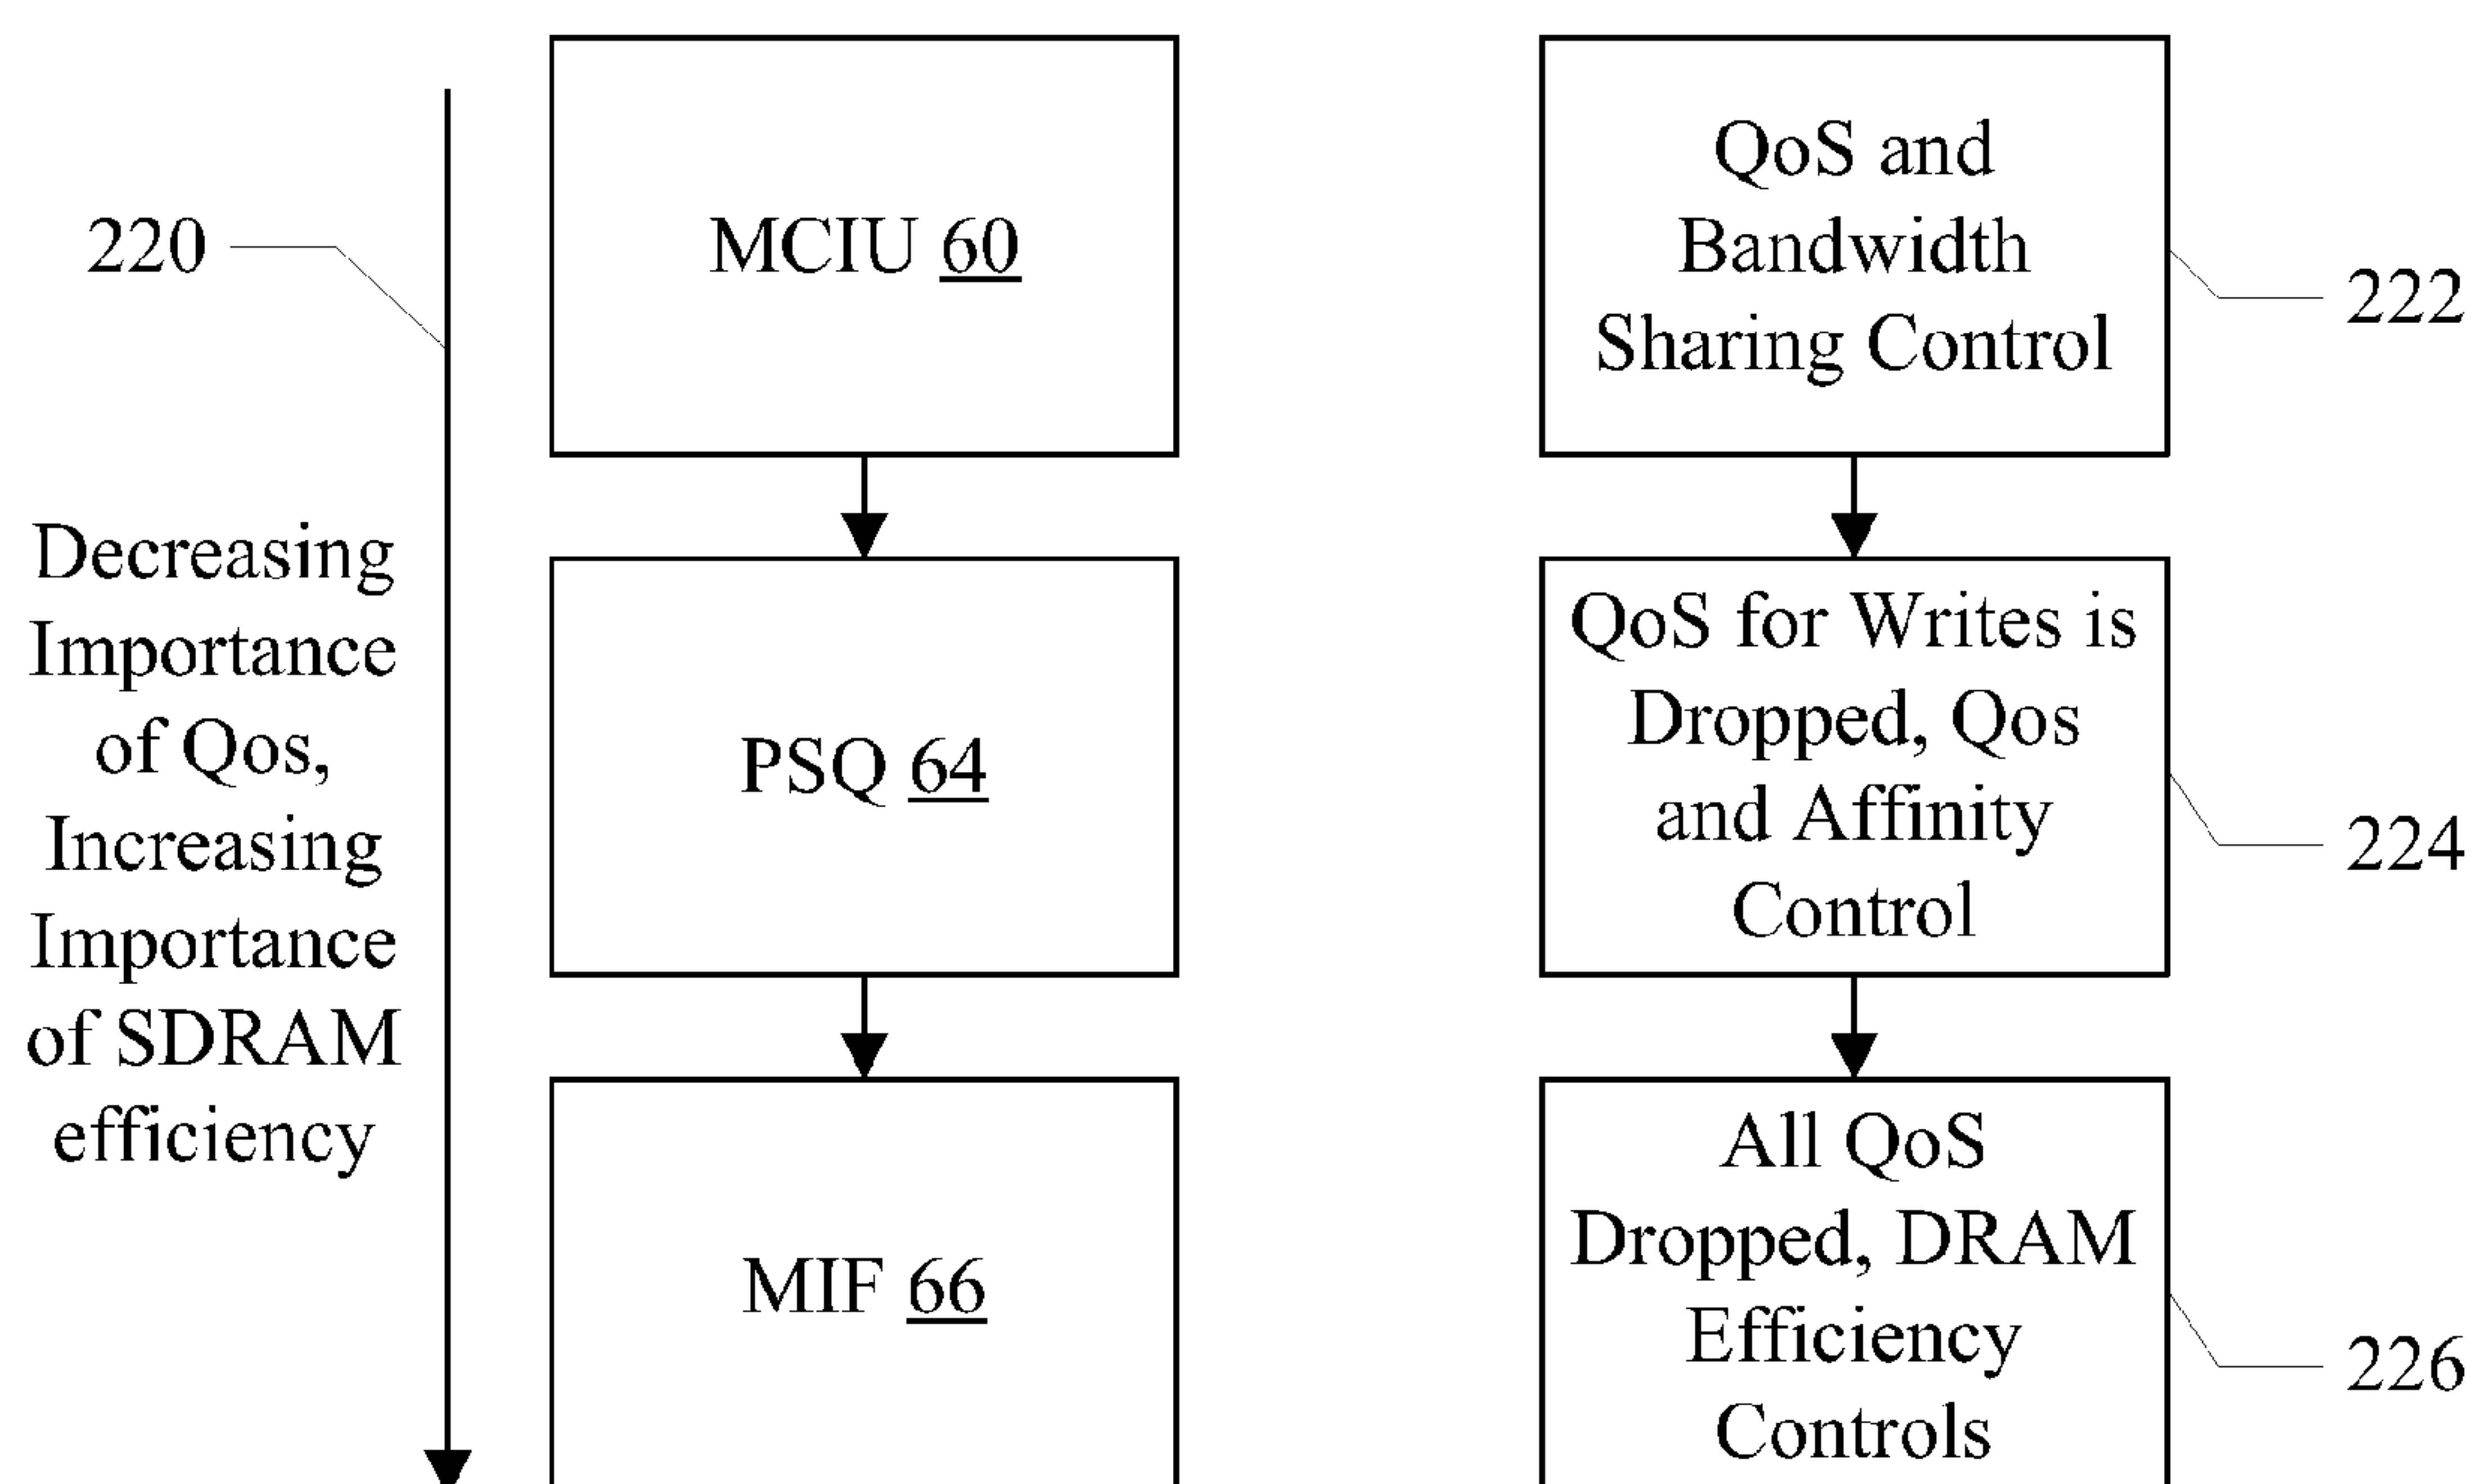 220
Decreasing
Importance
of Qos,
Increasing
Importance
of SDRAM
efficiency
MCIU 60
PSQ 64
MIF 66
QoS and
Bandwidth
Sharing Control
222
QoS for Writes is
Dropped, Qos
and Affinity
Control
224
All QoS
Dropped, DRAM
Efficiency
Controls
226